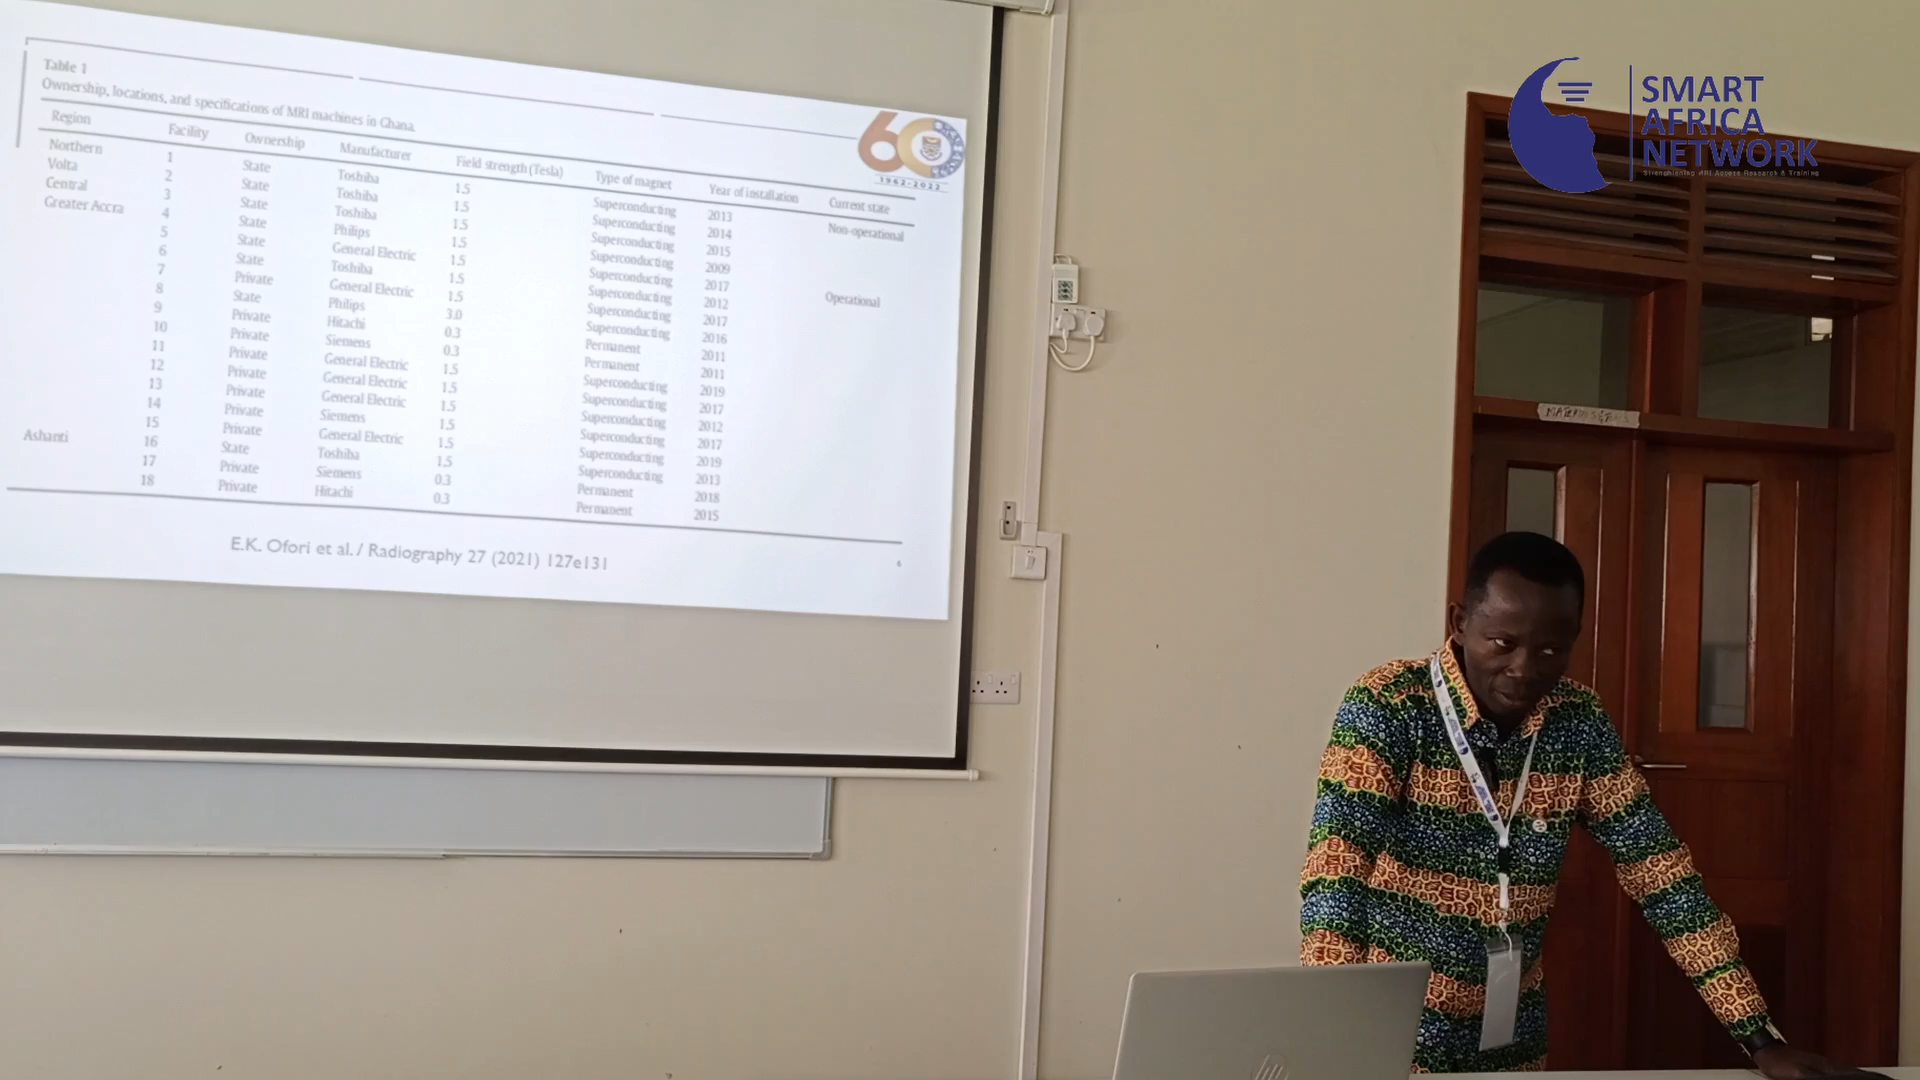 Table 1
Ownership, locations, and specifications of MRI machines in Ghana.
Region Facility Ownership Manufacturer Field strength (Tesla) Type of magnet Year of installation Current state
Northern 1 State Toshiba 1.5 Superconducting 2013 Non-operational
Volta 2 State Toshiba 1.5 Superconducting 2014
Central 3 State Toshiba 1.5 Superconducting 2015
Greater Accra 4 State Philips 1.5 Superconducting 2009
5 State General Electric 1.5 Superconducting 2017 Operational
6 State Toshiba 1.5 Superconducting 2012
7 Private General Electric 1.5 Superconducting 2017
8 State Philips 3.0 Superconducting 2016
9 Private Hitachi 0.3 Permanent 2011
10 Private Siemens 0.3 Permanent 2011
11 Private General Electric 1.5 Superconducting 2019
12 Private General Electric 1.5 Superconducting 2017
13 Private General Electric 1.5 Superconducting 2012
14 Private Siemens 1.5 Superconducting 2017
15 Private General Electric 1.5 Superconducting 2019
Ashanti 16 State Toshiba 1.5 Superconducting 2013
17 Private Siemens 0.3 Permanent 2018
18 Private Hitachi 0.3 Permanent 2015
E.K. Ofori et al. / Radiography 27 (2021) 127e131
6
60
1962-2022
SMART
AFRICA
NETWORK
Strengthening MRI Access Research & Training
hp